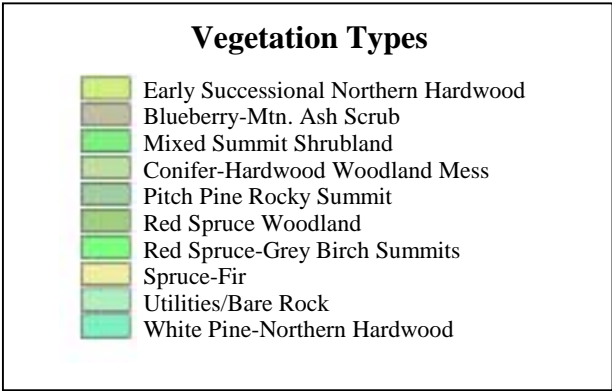 Vegetation Types
Early Successional Northern Hardwood
Blueberry-Mtn. Ash Scrub
Mixed Summit Shrubland
Conifer-Hardwood Woodland Mess
Pitch Pine Rocky Summit
Red Spruce Woodland
Red Spruce-Grey Birch Summits
Spruce-Fir
Utilities/Bare Rock
White Pine-Northern Hardwood